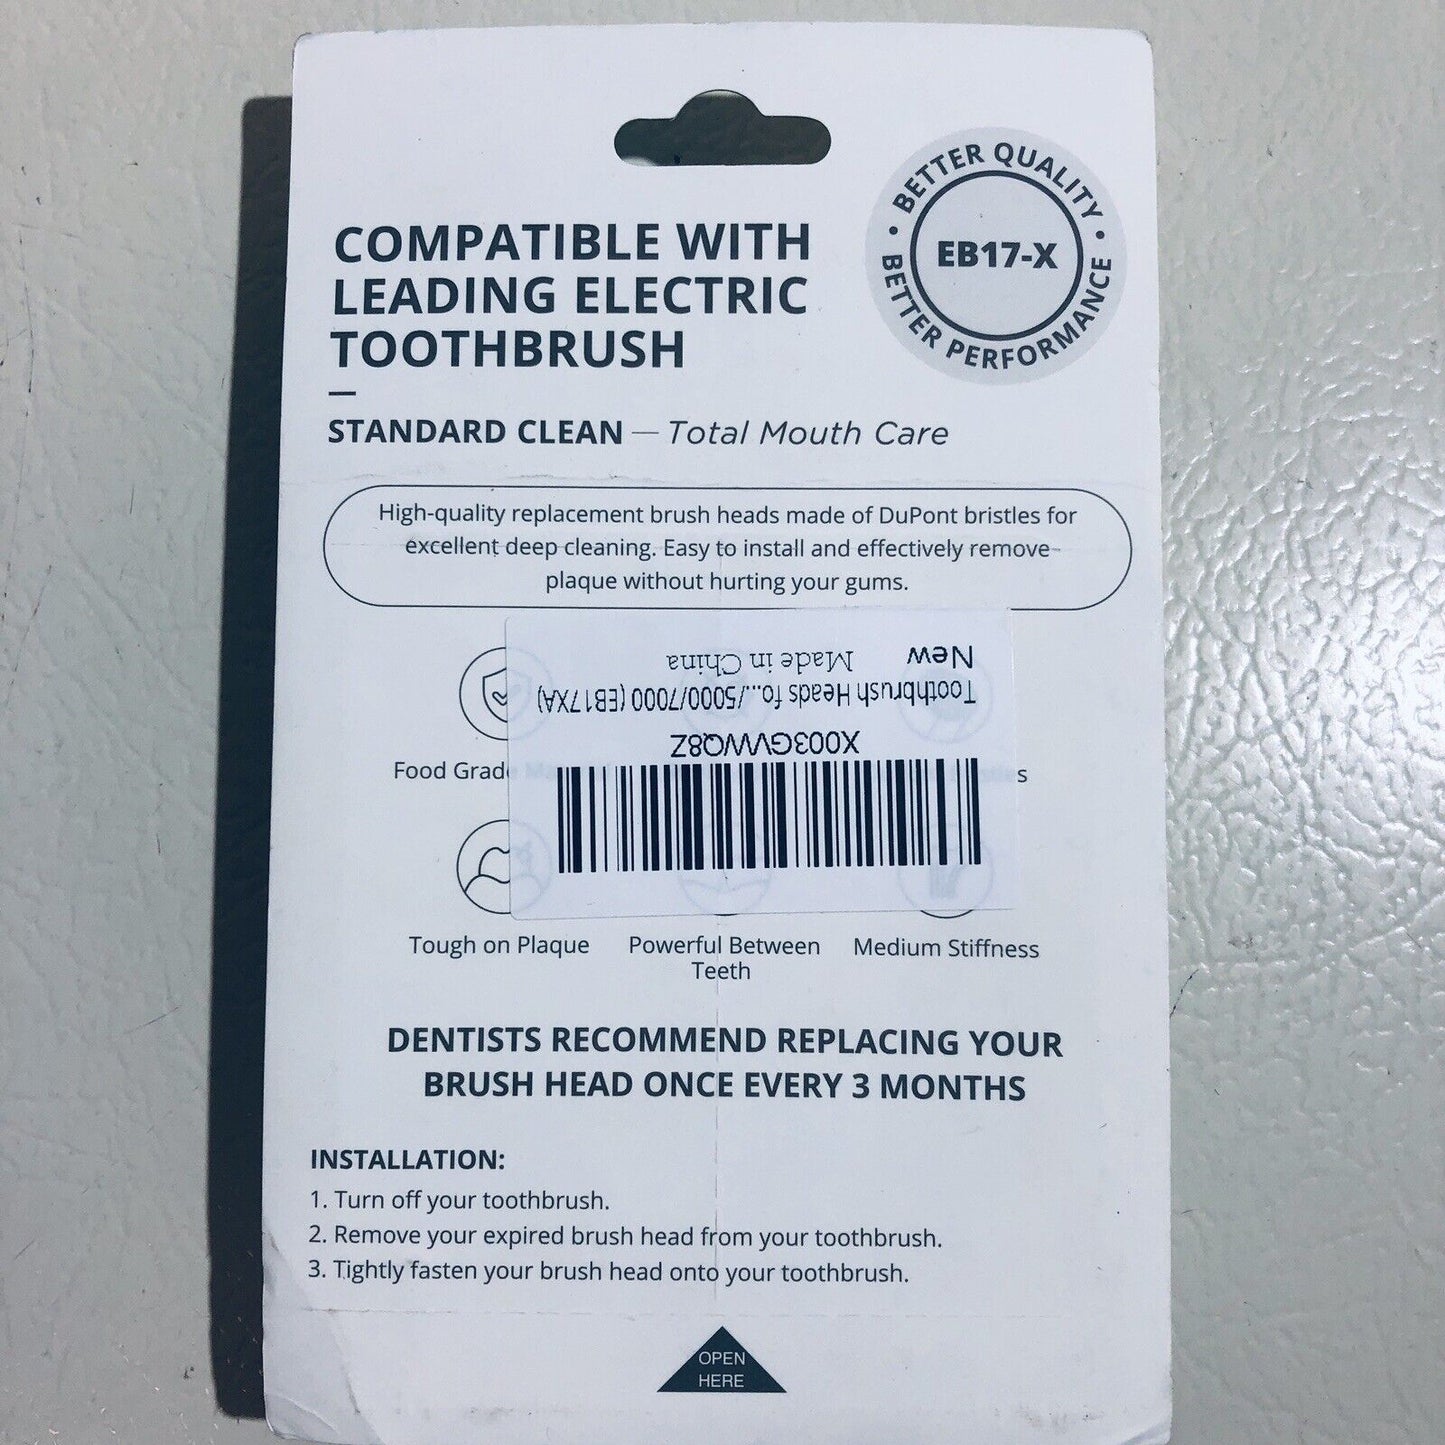 BETTER QUALITY
EB17-X
BETTER PERFORMANCE
COMPATIBLE WITH
LEADING ELECTRIC
TOOTHBRUSH
STANDARD CLEAN — Total Mouth Care
High-quality replacement brush heads made of DuPont bristles for
excellent deep cleaning. Easy to install and effectively remove
plaque without hurting your gums.
X003GVWQ8Z
Toothbrush Heads fo.../5000/7000 (EB17XA)
New Made in China
Food Grade Material
Tough on Plaque
Powerful Between
Teeth
Medium Stiffness
DENTISTS RECOMMEND REPLACING YOUR
BRUSH HEAD ONCE EVERY 3 MONTHS
INSTALLATION:
1. Turn off your toothbrush.
2. Remove your expired brush head from your toothbrush.
3. Tightly fasten your brush head onto your toothbrush.
OPEN
HERE